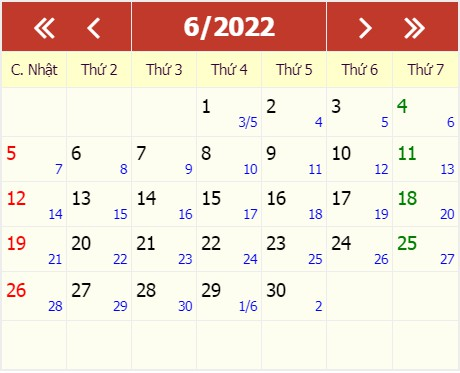 « ‹ 6/2022 › »
C. Nhật Thứ 2 Thứ 3 Thứ 4 Thứ 5 Thứ 6 Thứ 7
1 2 3 4
3/5 4 5 6
5 6 7 8 9 10 11
7 8 9 10 11 12 13
12 13 14 15 16 17 18
14 15 16 17 18 19 20
19 20 21 22 23 24 25
21 22 23 24 25 26 27
26 27 28 29 30
28 29 30 1/6 2